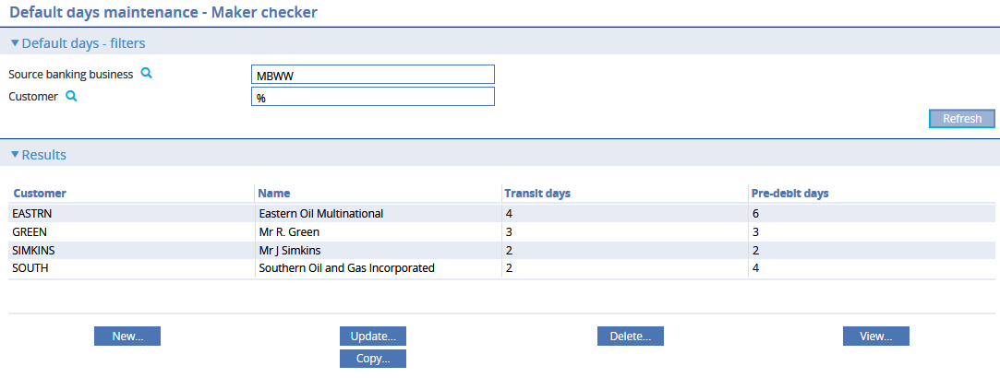 Default days maintenance - Maker checker
Default days - filters
Source banking business MBWW
Customer %
Refresh
Results
Customer Name Transit days Pre-debit days
EASTRN Eastern Oil Multinational 4 6
GREEN Mr R. Green 3 3
SIMKINS Mr J Simkins 2 2
SOUTH Southern Oil and Gas Incorporated 2 4
New... Update... Delete... View...
Copy...